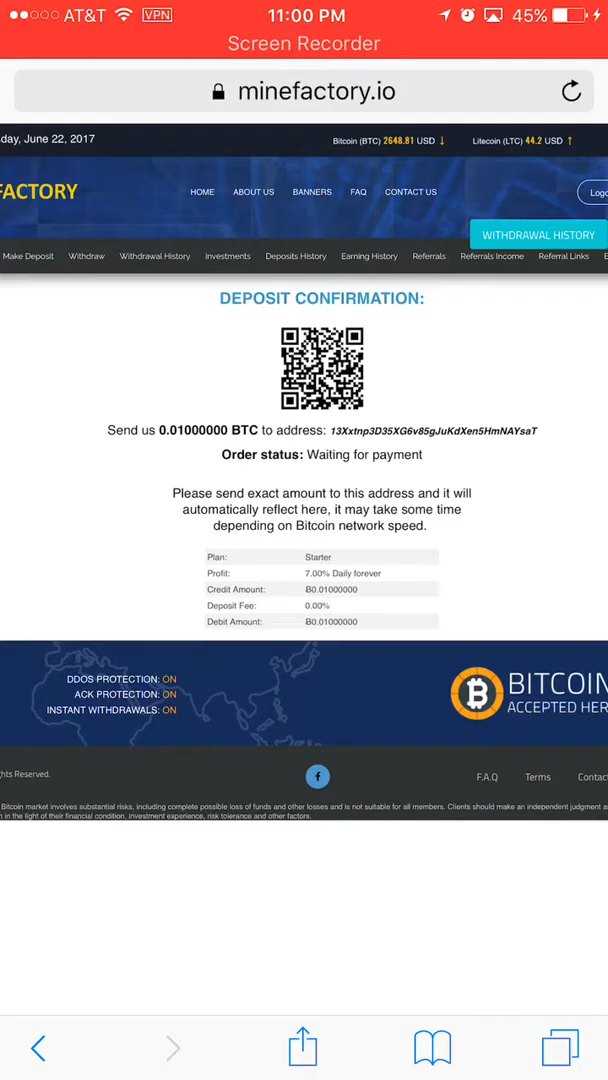 AT&T VPN 11:00 PM 45%
Screen Recorder
minefactory.io
day, June 22, 2017 Bitcoin (BTC) 2648.81 USD ↓ Litecoin (LTC) 44.2 USD ↑
FACTORY HOME ABOUT US BANNERS FAQ CONTACT US Logo
WITHDRAWAL HISTORY
Make Deposit Withdraw Withdrawal History Investments Deposits History Earning History Referrals Referrals Income Referral Links E
DEPOSIT CONFIRMATION:
Send us 0.01000000 BTC to address: 13Xxtnp3D35XG6v85gJuKdXen5HmNAYsaT
Order status: Waiting for payment
Please send exact amount to this address and it will
automatically reflect here, it may take some time
depending on Bitcoin network speed.
Plan: Starter
Profit: 7.00% Daily forever
Credit Amount: Ƀ0.01000000
Deposit Fee: 0.00%
Debit Amount: Ƀ0.01000000
DDOS PROTECTION: ON
ACK PROTECTION: ON
INSTANT WITHDRAWALS: ON
BITCOIN
ACCEPTED HER
hts Reserved. F.A.Q Terms Contac
Bitcoin market involves substantial risks, including complete possible loss of funds and other losses and is not suitable for all members. Clients should make an independent judgment a
n in the light of their financial condition, investment experience, risk tolerance and other factors.